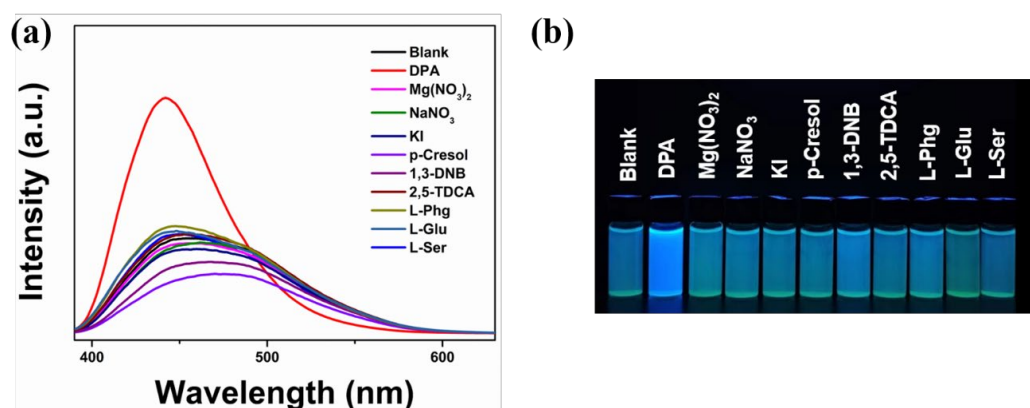 (a)
Intensity (a.u.)
Blank
DPA
Mg(NO₃)₂
NaNO₃
KI
p-Cresol
1,3-DNB
2,5-TDCA
L-Phg
L-Glu
L-Ser
400
500
600
Wavelength (nm)
(b)
Blank
DPA
Mg(NO₃)₂
NaNO₃
KI
p-Cresol
1,3-DNB
2,5-TDCA
L-Phg
L-Glu
L-Ser